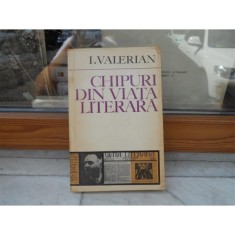 I. VALERIAN
CHIPURI
DIN VIAȚA
LITERARĂ